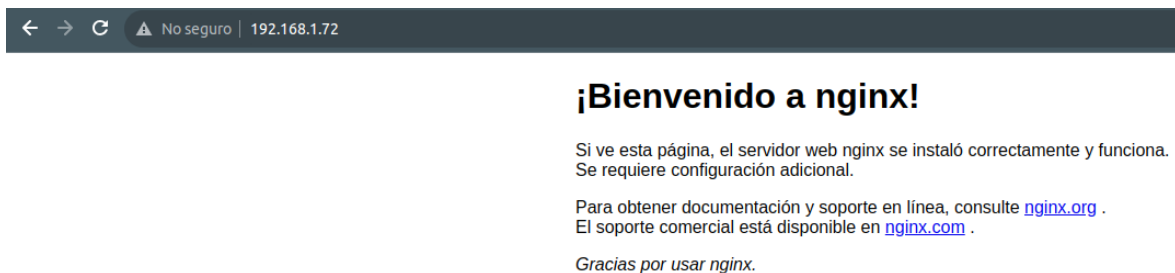 No seguro | 192.168.1.72
¡Bienvenido a nginx!
Si ve esta página, el servidor web nginx se instaló correctamente y funciona.
Se requiere configuración adicional.
Para obtener documentación y soporte en línea, consulte nginx.org .
El soporte comercial está disponible en nginx.com .
Gracias por usar nginx.